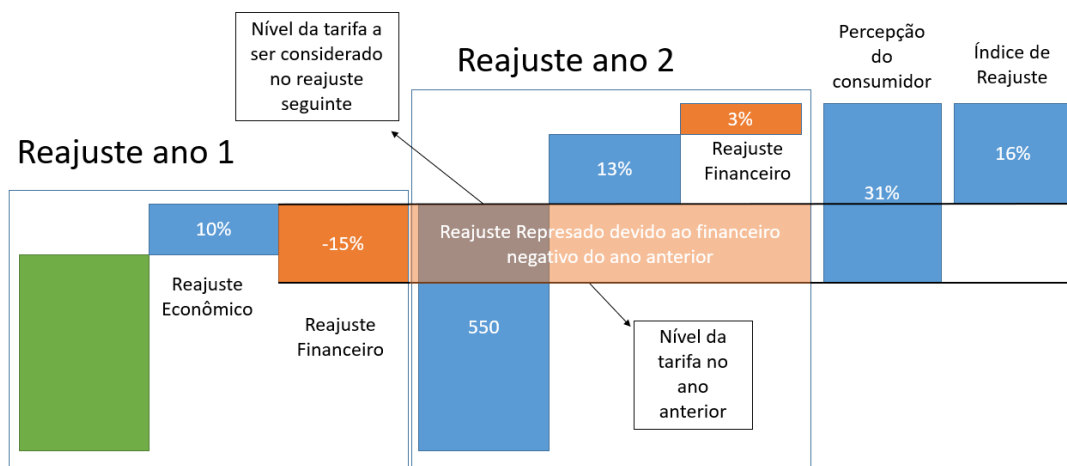 Nível da tarifa a
ser considerado
no reajuste
seguinte
Reajuste ano 1
10%
-15%
Reajuste
Econômico
Reajuste
Financeiro
Reajuste ano 2
3%
13%
Reajuste
Financeiro
Reajuste Represado devido ao financeiro
negativo do ano anterior
550
Nível da
tarifa no
ano
anterior
Percepção
do
consumidor
31%
Índice de
Reajuste
16%